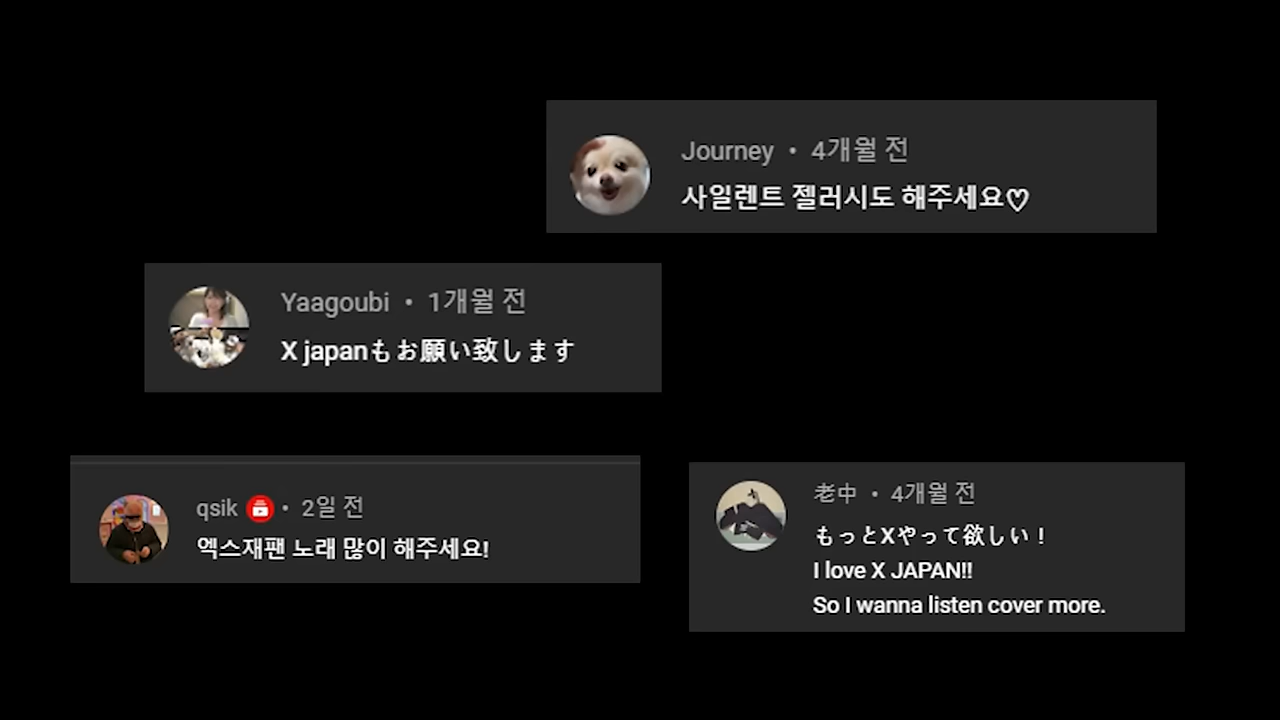 Journey • 4개월 전
사일렌트 젤러시도 해주세요♡
Yaagoubi • 1개월 전
X japanもお願い致します
qsik • 2일 전
엑스재팬 노래 많이 해주세요!
老中 • 4개월 전
もっとXやって欲しい！
I love X JAPAN!!
So I wanna listen cover more.